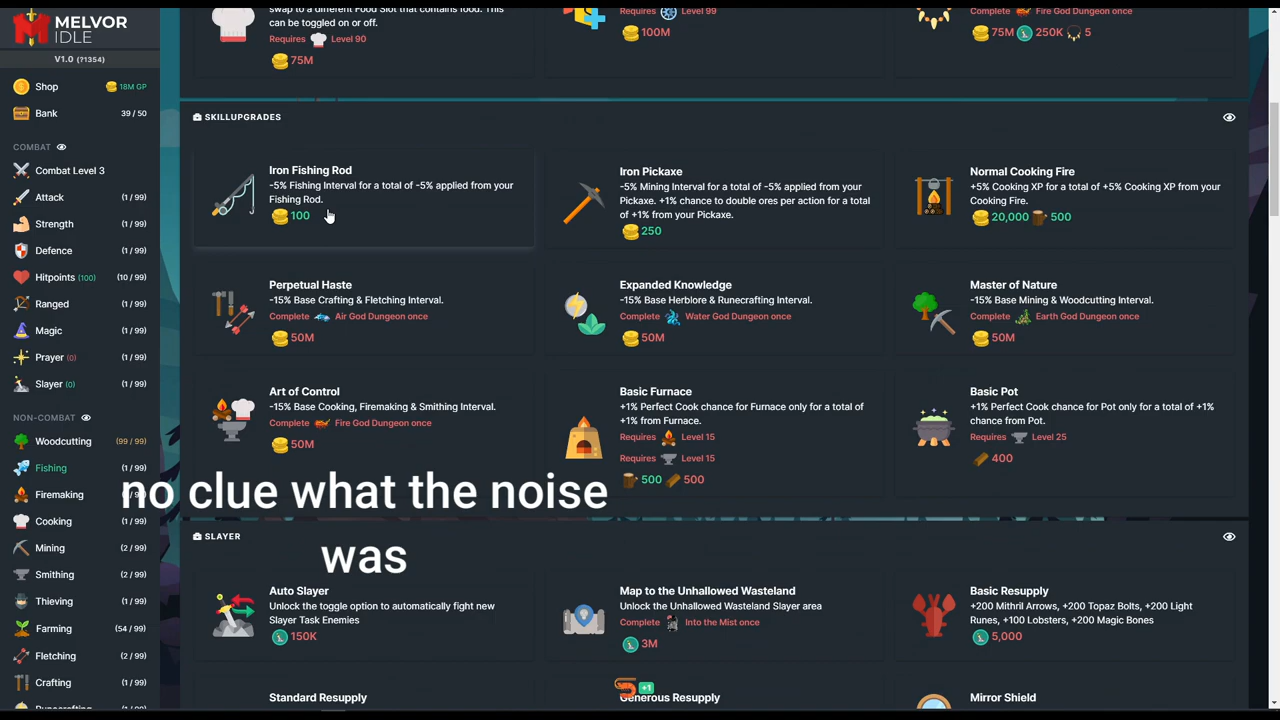 MELVOR
IDLE
V1.0 (?1354)
Shop 18M GP
Bank 39 / 50
COMBAT
Combat Level 3
Attack (1 / 99)
Strength (1 / 99)
Defence (1 / 99)
Hitpoints (100) (10 / 99)
Ranged (1 / 99)
Magic (1 / 99)
Prayer (0) (1 / 99)
Slayer (0) (1 / 99)
NON-COMBAT
Woodcutting (99 / 99)
Fishing (1 / 99)
Firemaking (1 / 99)
Cooking (1 / 99)
Mining (2 / 99)
Smithing (2 / 99)
Thieving (1 / 99)
Farming (54 / 99)
Fletching (2 / 99)
Crafting (1 / 99)
swap to a different Food Slot that contains food. This
can be toggled on or off.
Requires Level 90
75M
Requires Level 99
100M
Complete Fire God Dungeon once
75M 250K 5
SKILLUPGRADES
Iron Fishing Rod
-5% Fishing Interval for a total of -5% applied from your
Fishing Rod.
100
Iron Pickaxe
-5% Mining Interval for a total of -5% applied from your
Pickaxe. +1% chance to double ores per action for a total
of +1% from your Pickaxe.
250
Normal Cooking Fire
+5% Cooking XP for a total of +5% Cooking XP from your
Cooking Fire.
20,000 500
Perpetual Haste
-15% Base Crafting & Fletching Interval.
Complete Air God Dungeon once
50M
Expanded Knowledge
-15% Base Herblore & Runecrafting Interval.
Complete Water God Dungeon once
50M
Master of Nature
-15% Base Mining & Woodcutting Interval.
Complete Earth God Dungeon once
50M
Art of Control
-15% Base Cooking, Firemaking & Smithing Interval.
Complete Fire God Dungeon once
50M
Basic Furnace
+1% Perfect Cook chance for Furnace only for a total of
+1% from Furnace.
Requires Level 15
Requires Level 15
500 500
Basic Pot
+1% Perfect Cook chance for Pot only for a total of +1%
chance from Pot.
Requires Level 25
400
no clue what the noise
was
SLAYER
Auto Slayer
Unlock the toggle option to automatically fight new
Slayer Task Enemies
150K
Map to the Unhallowed Wasteland
Unlock the Unhallowed Wasteland Slayer area
Complete Into the Mist once
3M
Basic Resupply
+200 Mithril Arrows, +200 Topaz Bolts, +200 Light
Runes, +100 Lobsters, +200 Magic Bones
5,000
Standard Resupply
+1
Generous Resupply
Mirror Shield